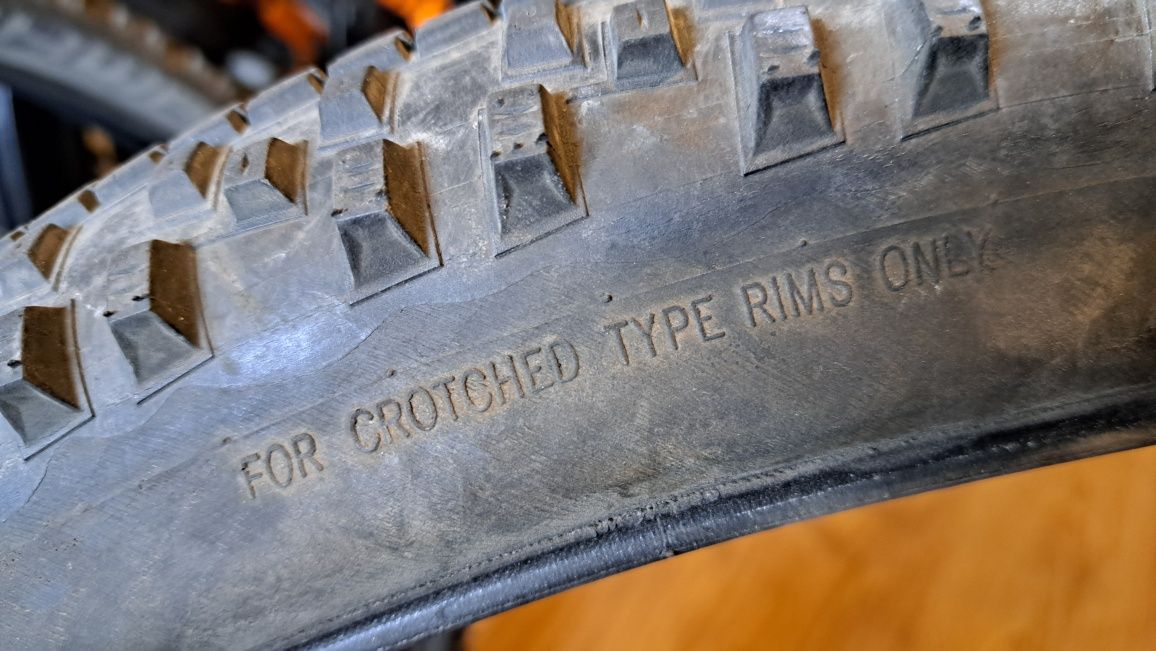 FOR CROTCHED TYPE RIMS ONLY